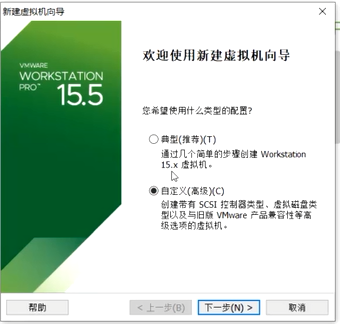 新建虚拟机向导
VMWARE
WORKSTATION
PRO™ 15.5
欢迎使用新建虚拟机向导
您希望使用什么类型的配置?
典型(推荐)(T)
通过几个简单的步骤创建 Workstation
15.x 虚拟机。
自定义(高级)(C)
创建带有 SCSI 控制器类型、虚拟磁盘类
型以及与旧版 VMware 产品兼容性等高
级选项的虚拟机。
帮助
< 上一步(B)
下一步(N) >
取消